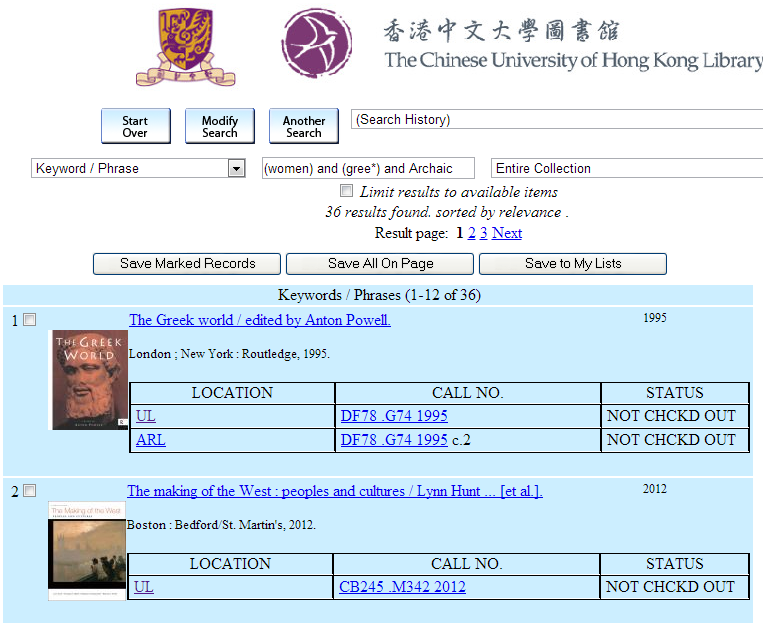 香港中文大學圖書館
The Chinese University of Hong Kong Library
Start Over
Modify Search
Another Search
(Search History)
Keyword / Phrase
(women) and (gree*) and Archaic
Entire Collection
Limit results to available items
36 results found. sorted by relevance .
Result page: 1 2 3 Next
Save Marked Records
Save All On Page
Save to My Lists
Keywords / Phrases (1-12 of 36)
1
The Greek world / edited by Anton Powell.
1995
THE GREEK
WORLD
London ; New York : Routledge, 1995.
LOCATION CALL NO. STATUS
UL DF78 .G74 1995 NOT CHCKD OUT
ARL DF78 .G74 1995 c.2 NOT CHCKD OUT
2
The making of the West : peoples and cultures / Lynn Hunt ... [et al.].
2012
The Making of the West
Boston : Bedford/St. Martin's, 2012.
LOCATION CALL NO. STATUS
UL CB245 .M342 2012 NOT CHCKD OUT